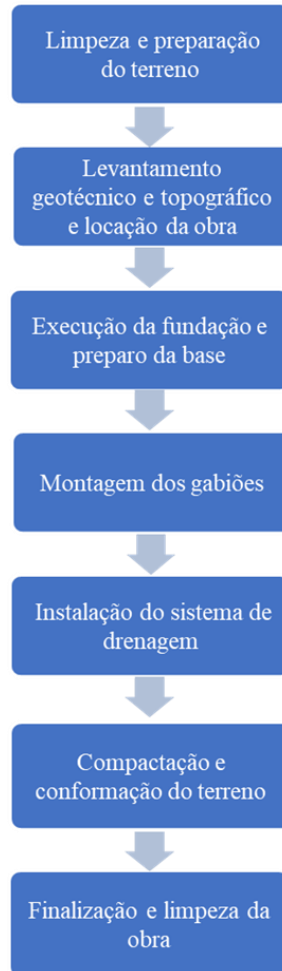 Limpeza e preparação
do terreno
Levantamento
geotécnico e topográfico
e locação da obra
Execução da fundação e
preparo da base
Montagem dos gabiões
Instalação do sistema de
drenagem
Compactação e
conformação do terreno
Finalização e limpeza da
obra